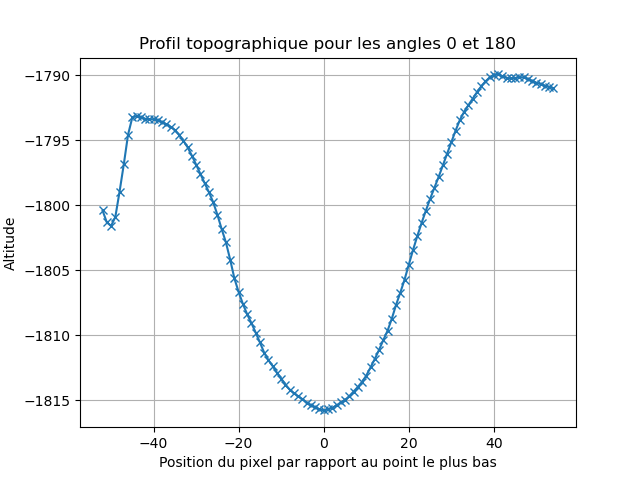 Profil topographique pour les angles 0 et 180
−1790
−1795
−1800
−1805
−1810
−1815
Altitude
−40 −20 0 20 40
Position du pixel par rapport au point le plus bas